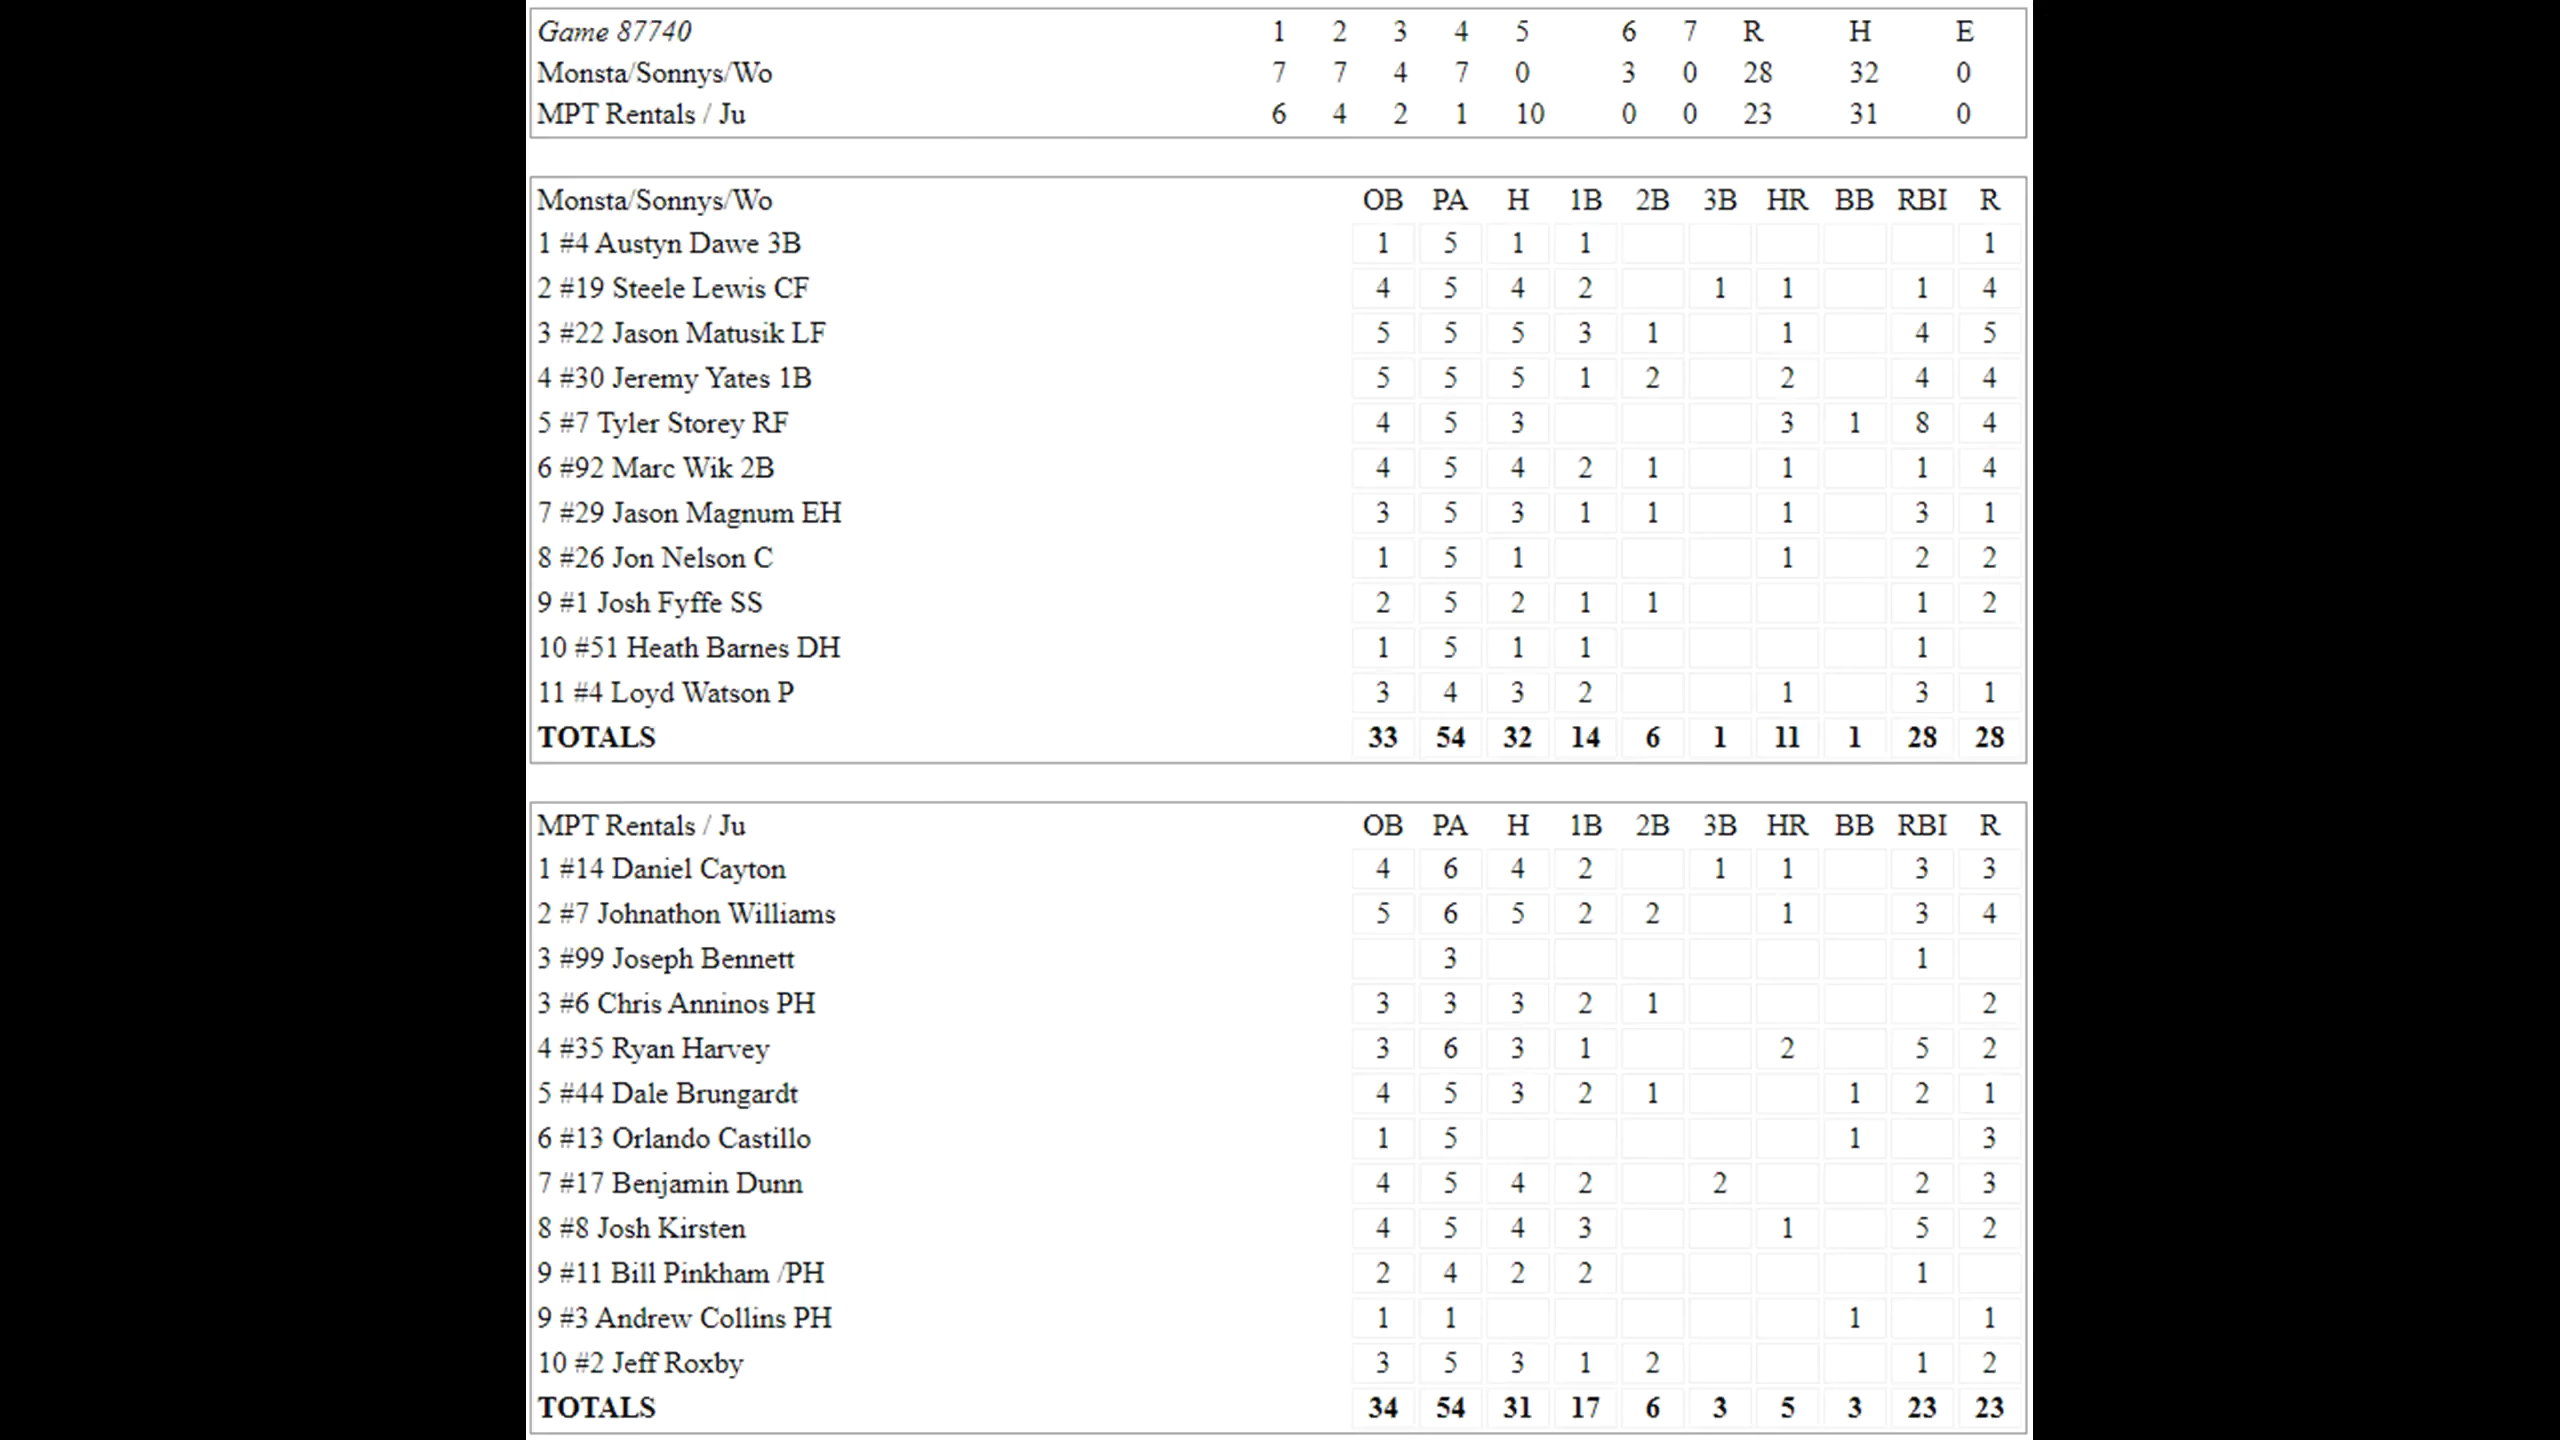 Game 87740 1 2 3 4 5 6 7 R H E
Monsta/Sonnys/Wo 7 7 4 7 0 3 0 28 32 0
MPT Rentals / Ju 6 4 2 1 10 0 0 23 31 0
Monsta/Sonnys/Wo OB PA H 1B 2B 3B HR BB RBI R
1 #4 Austyn Dawe 3B 1 5 1 1 1
2 #19 Steele Lewis CF 4 5 4 2 1 1 1 4
3 #22 Jason Matusik LF 5 5 5 3 1 1 4 5
4 #30 Jeremy Yates 1B 5 5 5 1 2 2 4 4
5 #7 Tyler Storey RF 4 5 3 3 1 8 4
6 #92 Marc Wik 2B 4 5 4 2 1 1 1 4
7 #29 Jason Magnum EH 3 5 3 1 1 1 3 1
8 #26 Jon Nelson C 1 5 1 1 2 2
9 #1 Josh Fyffe SS 2 5 2 1 1 1 2
10 #51 Heath Barnes DH 1 5 1 1 1
11 #4 Loyd Watson P 3 4 3 2 1 3 1
TOTALS 33 54 32 14 6 1 11 1 28 28
MPT Rentals / Ju OB PA H 1B 2B 3B HR BB RBI R
1 #14 Daniel Cayton 4 6 4 2 1 1 3 3
2 #7 Johnathon Williams 5 6 5 2 2 1 3 4
3 #99 Joseph Bennett 3 1
3 #6 Chris Anninos PH 3 3 3 2 1 2
4 #35 Ryan Harvey 3 6 3 1 2 5 2
5 #44 Dale Brungardt 4 5 3 2 1 1 2 1
6 #13 Orlando Castillo 1 5 1 3
7 #17 Benjamin Dunn 4 5 4 2 2 2 3
8 #8 Josh Kirsten 4 5 4 3 1 5 2
9 #11 Bill Pinkham /PH 2 4 2 2 1
9 #3 Andrew Collins PH 1 1 1 1
10 #2 Jeff Roxby 3 5 3 1 2 1 2
TOTALS 34 54 31 17 6 3 5 3 23 23